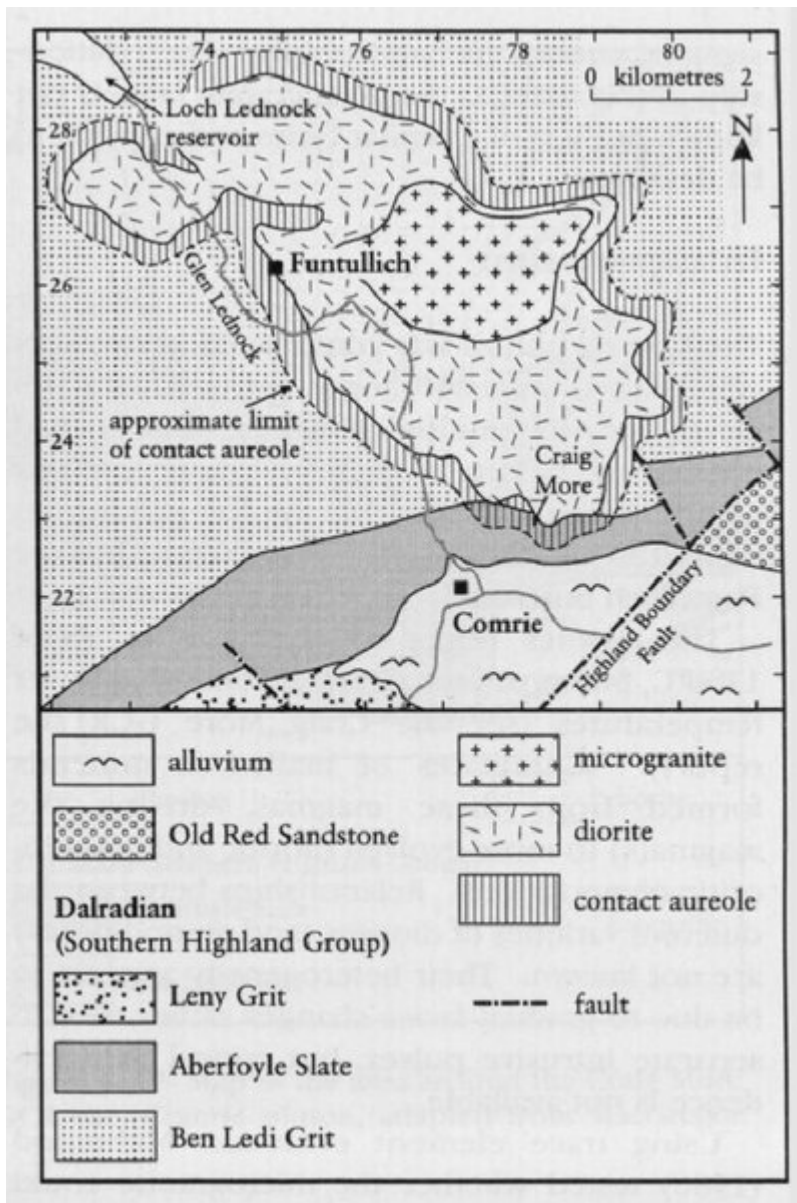 74 76 78 80
0 kilometres 2
Loch Lednock
reservoir
N
28
Funtullich
26
Glen Lednock
approximate limit
of contact aureole
24
Craig
More
22
Comrie
Highland Boundary
Fault
alluvium
microgranite
Old Red Sandstone
diorite
Dalradian
(Southern Highland Group)
contact aureole
Leny Grit
fault
Aberfoyle Slate
Ben Ledi Grit